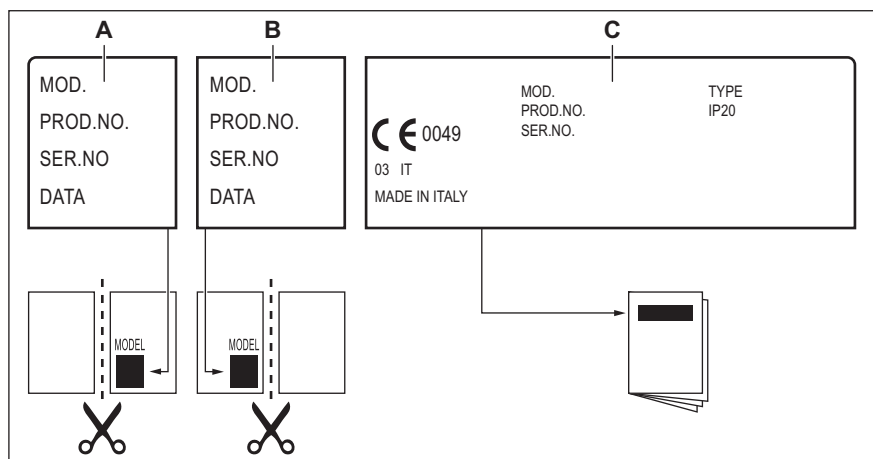 A
B
C
MOD.
PROD.NO.
SER.NO
DATA
MOD.
PROD.NO.
SER.NO
DATA
MOD.
PROD.NO.
SER.NO.
TYPE
IP20
CE 0049
03 IT
MADE IN ITALY
MODEL
MODEL